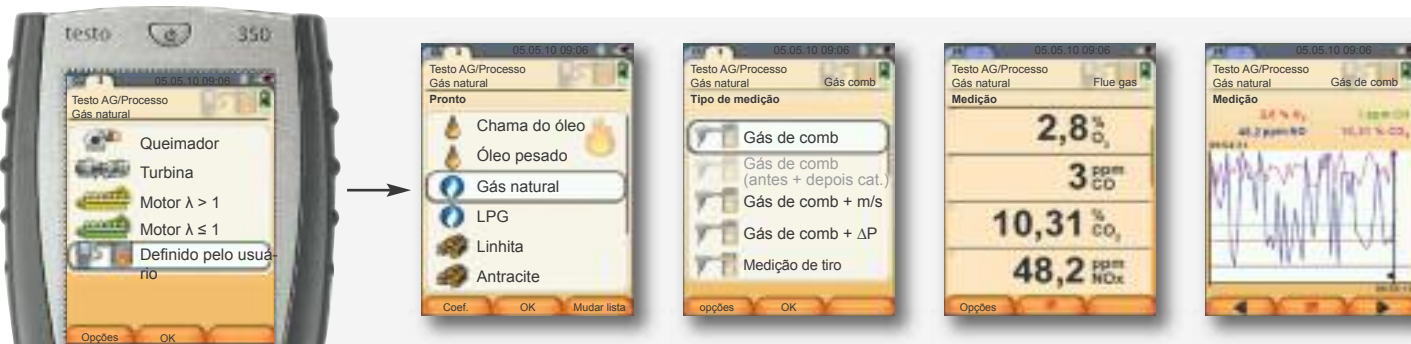 testo 350
05.05.10 09:06
Testo AG/Processo
Gás natural
Queimador
Turbina
Motor λ > 1
Motor λ ≤ 1
Definido pelo usuá-
rio
Opções OK
05.05.10 09:06
Testo AG/Processo
Gás natural
Pronto
Chama do óleo
Óleo pesado
Gás natural
LPG
Linhita
Antracite
Coef. OK Mudar lista
05.05.10 09:06
Testo AG/Processo
Gás natural Gás comb
Tipo de medição
Gás de comb
Gás de comb
(antes + depois cat.)
Gás de comb + m/s
Gás de comb + ΔP
Medição de tiro
opções OK
05.05.10 09:06
Testo AG/Processo
Gás natural Flue gas
Medição
2,8 % O₂
3 ppm CO
10,31 % CO₂
48,2 ppm NOx
Opções
05.05.10 09:06
Testo AG/Processo
Gás natural Gás de comb
Medição
48,2 ppm NO 10,31 % CO₂